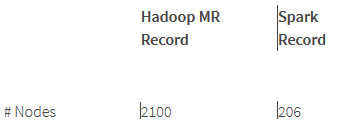 Hadoop MR Spark
Record Record
# Nodes 2100 206